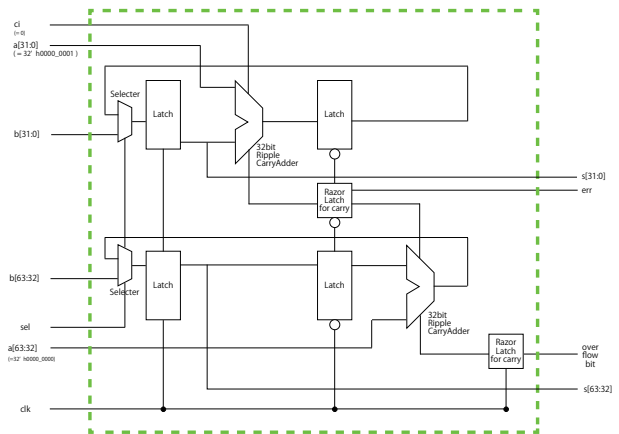 ci
(= 0)
a[31:0]
( = 32' h0000_0001 )
Selecter
Latch
Latch
b[31:0]
32bit
Ripple
CarryAdder
s[31:0]
Razor
Latch
for carry
err
b[63:32]
Selecter
Latch
Latch
32bit
Ripple
CarryAdder
sel
a[63:32]
(=32' h0000_0000)
Razor
Latch
for carry
over
flow
bit
s[63:32]
clk